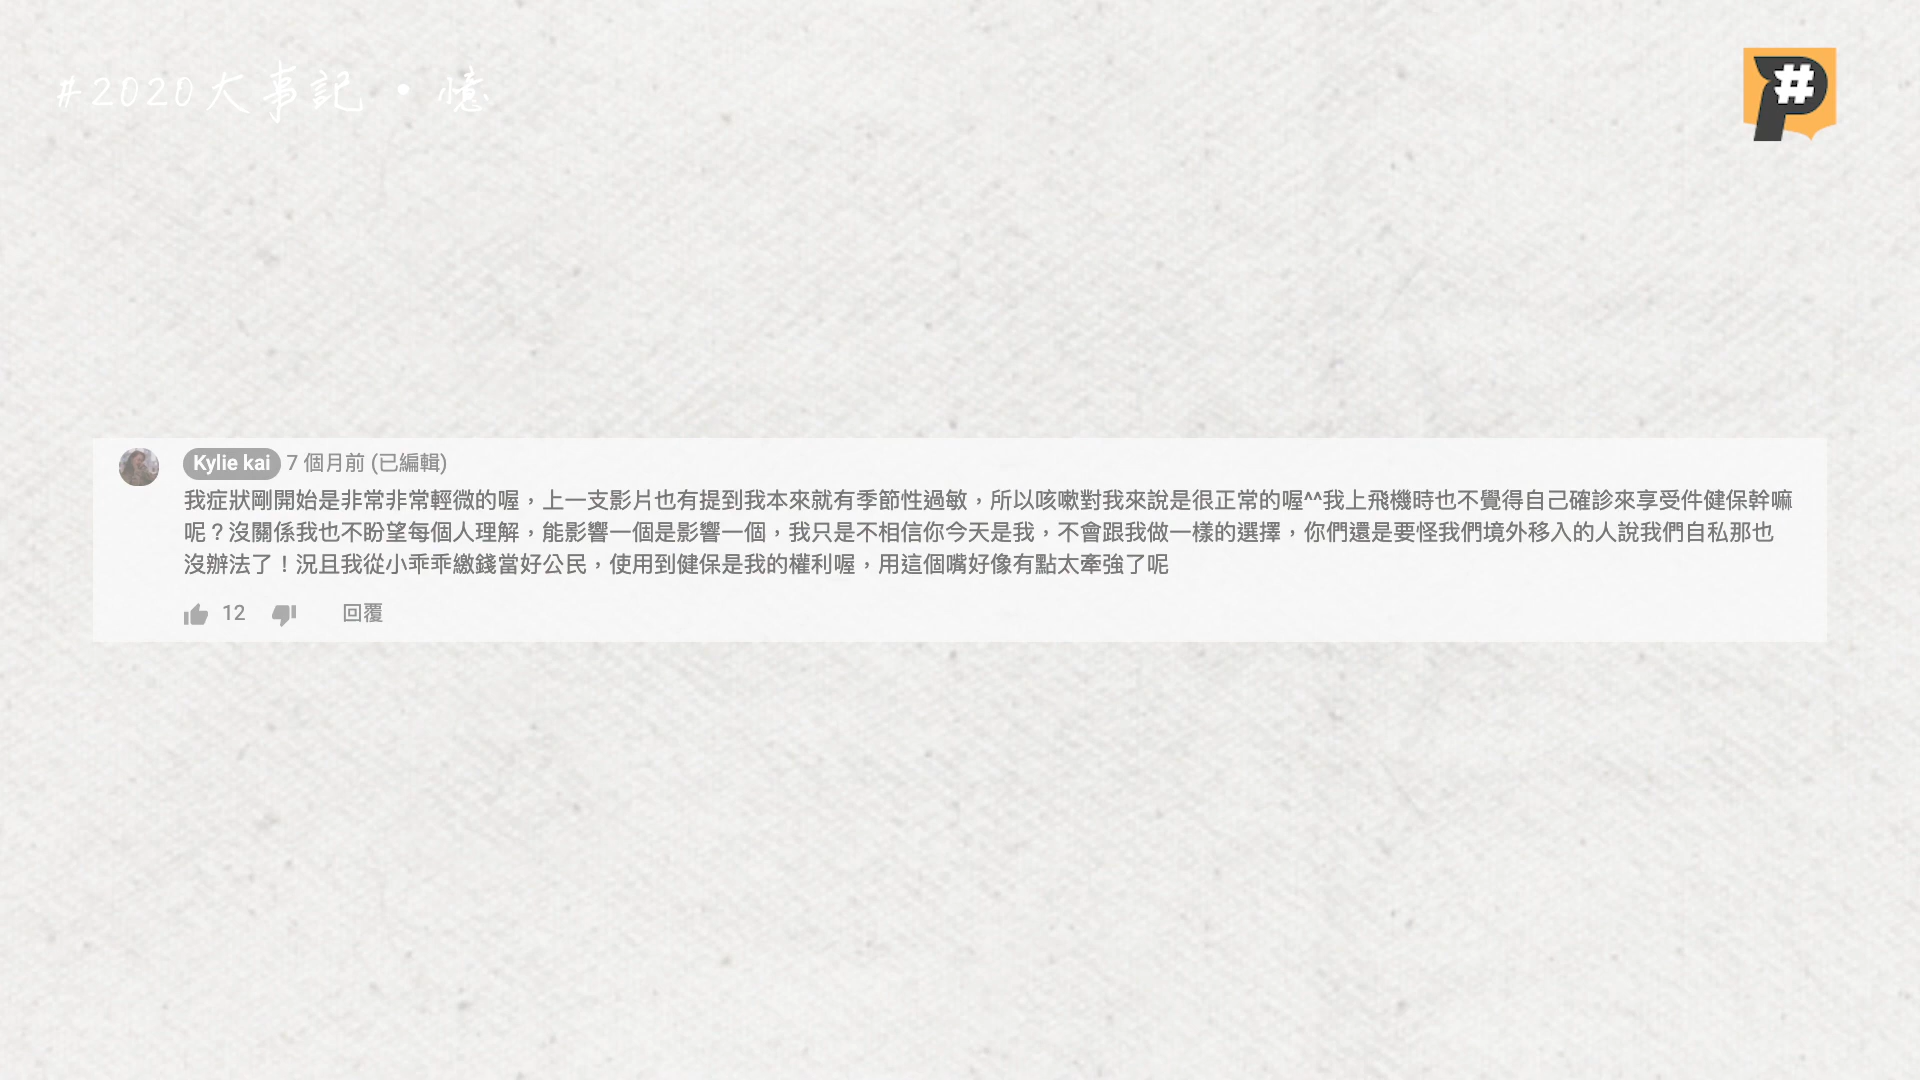 #2020大事記・憶
P#
Kylie kai 7 個月前 (已編輯)
我症狀剛開始是非常非常輕微的喔，上一支影片也有提到我本來就有季節性過敏，所以咳嗽對我來說是很正常的喔^^我上飛機時也不覺得自己確診來享受件健保幹嘛
呢？沒關係我也不盼望每個人理解，能影響一個是影響一個，我只是不相信你今天是我，不會跟我做一樣的選擇，你們還是要怪我們境外移入的人說我們自私那也
沒辦法了！況且我從小乖乖繳錢當好公民，使用到健保是我的權利喔，用這個嘴好像有點太牽強了呢
12 回覆